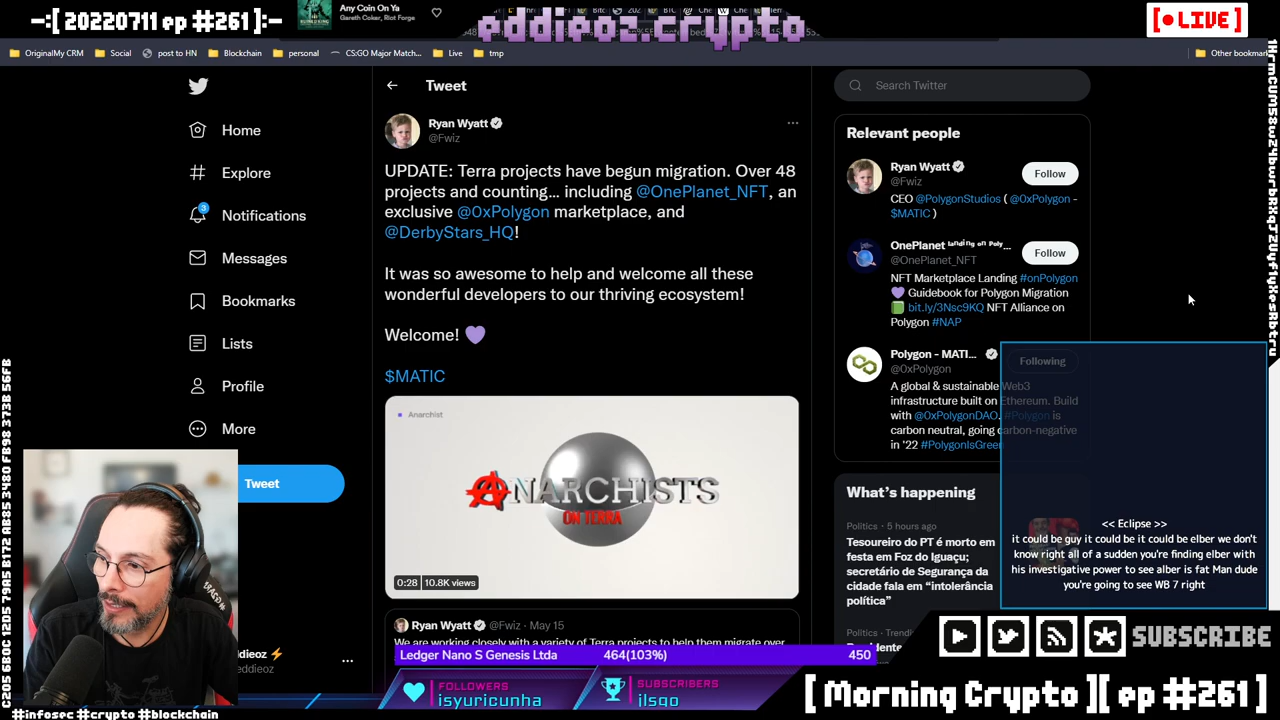 -:[ 20220711 ep #261]:-
Any Coin On Ya
Gareth Coker, Riot Forge
eddieoz.crypto
[● LIVE]
OriginalMy CRM
Social
post to HN
Blockchain
personal
CS:GO Major Match...
Live
tmp
Other bookmar
Tweet
Search Twitter
Home
Explore
3
Notifications
Messages
Bookmarks
Lists
Profile
More
Tweet
Ryan Wyatt
@Fwiz
UPDATE: Terra projects have begun migration. Over 48
projects and counting... including @OnePlanet_NFT, an
exclusive @0xPolygon marketplace, and
@DerbyStars_HQ!
It was so awesome to help and welcome all these
wonderful developers to our thriving ecosystem!
Welcome! 💜
$MATIC
Anarchist
ANARCHISTS
ON TERRA
0:28
10.8K views
Ryan Wyatt @Fwiz · May 15
We are working closely with a variety of Terra projects to help them migrate over
Relevant people
Ryan Wyatt
@Fwiz
Follow
CEO @PolygonStudios ( @0xPolygon -
$MATIC )
OnePlanet ˡᵃⁿᵈⁱⁿᵍ ᵒⁿ ᴾᵒˡʸ...
@OnePlanet_NFT
Follow
NFT Marketplace Landing #onPolygon
💜 Guidebook for Polygon Migration
📗 bit.ly/3Nsc9KQ NFT Alliance on
Polygon #NAP
Polygon - MATI...
@0xPolygon
Following
A global & sustainable Web3
infrastructure built on Ethereum. Build
with @0xPolygonDAO. #Polygon is
carbon neutral, going carbon-negative
in '22 #PolygonIsGreen
What's happening
Politics · 5 hours ago
Tesoureiro do PT é morto em
festa em Foz do Iguaçu;
secretário de Segurança da
cidade fala em "intolerância
política"
Politics · Trendi
<< Eclipse >>
it could be guy it could be it could be elber we don't
know right all of a sudden you're finding elber with
his investigative power to see alber is fat Man dude
you're going to see WB 7 right
ddieoz ⚡
eddieoz
Ledger Nano S Genesis Ltda
464(103%)
450
FOLLOWERS
isyuricunha
SUBSCRIBERS
ilsgo
SUBSCRIBE
[ Morning Crypto ][ ep #261 ]
#infosec #crypto #blockchain